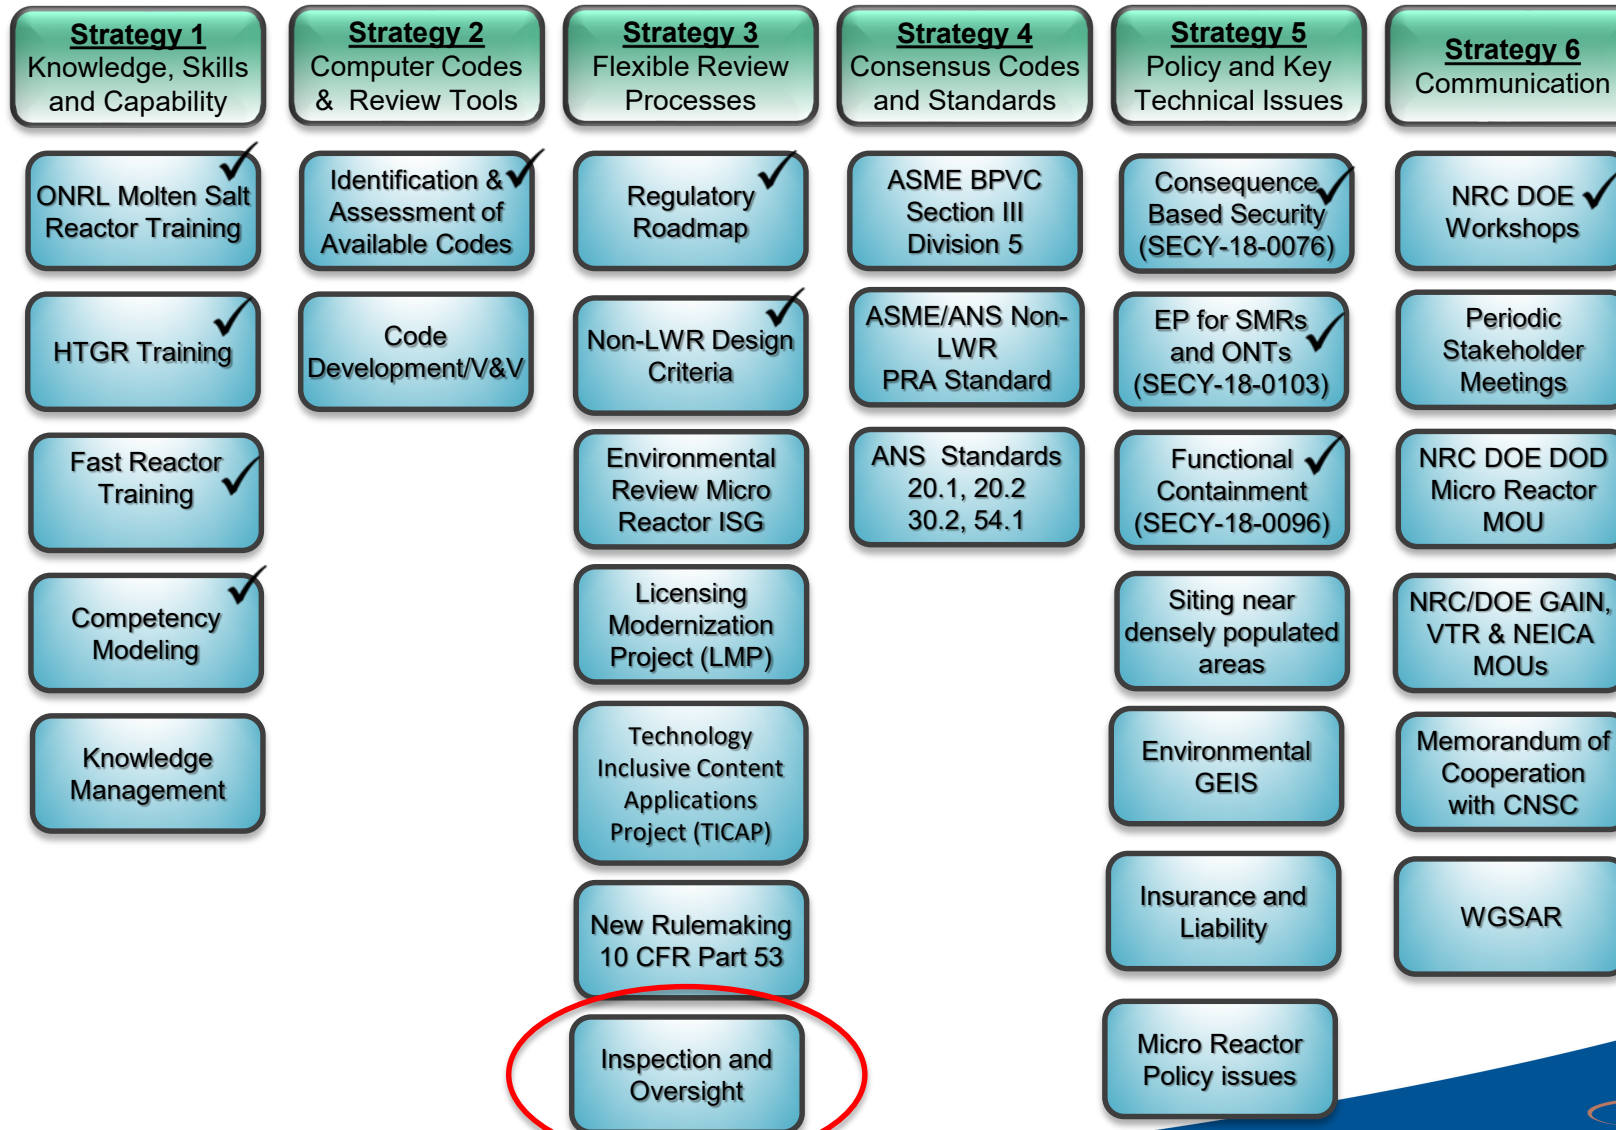 Strategy 1
Knowledge, Skills
and Capability
ONRL Molten Salt
Reactor Training
HTGR Training
Fast Reactor
Training
Competency
Modeling
Knowledge
Management
Strategy 2
Computer Codes
& Review Tools
Identification &
Assessment of
Available Codes
Code
Development/V&V
Strategy 3
Flexible Review
Processes
Regulatory
Roadmap
Non-LWR Design
Criteria
Environmental
Review Micro
Reactor ISG
Licensing
Modernization
Project (LMP)
Technology
Inclusive Content
Applications
Project (TICAP)
New Rulemaking
10 CFR Part 53
Inspection and
Oversight
Strategy 4
Consensus Codes
and Standards
ASME BPVC
Section III
Division 5
ASME/ANS Non-
LWR
PRA Standard
ANS Standards
20.1, 20.2
30.2, 54.1
Strategy 5
Policy and Key
Technical Issues
Consequence
Based Security
(SECY-18-0076)
EP for SMRs
and ONTs
(SECY-18-0103)
Functional
Containment
(SECY-18-0096)
Siting near
densely populated
areas
Environmental
GEIS
Insurance and
Liability
Micro Reactor
Policy issues
Strategy 6
Communication
NRC DOE
Workshops
Periodic
Stakeholder
Meetings
NRC DOE DOD
Micro Reactor
MOU
NRC/DOE GAIN,
VTR & NEICA
MOUs
Memorandum of
Cooperation
with CNSC
WGSAR